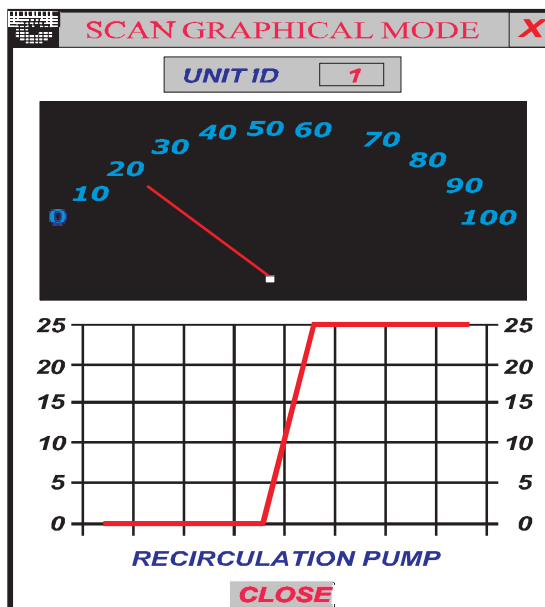 SCAN GRAPHICAL MODE X
UNIT ID 1
0 10 20 30 40 50 60 70 80 90 100
25 25
20 20
15 15
10 10
5 5
0 0
RECIRCULATION PUMP
CLOSE